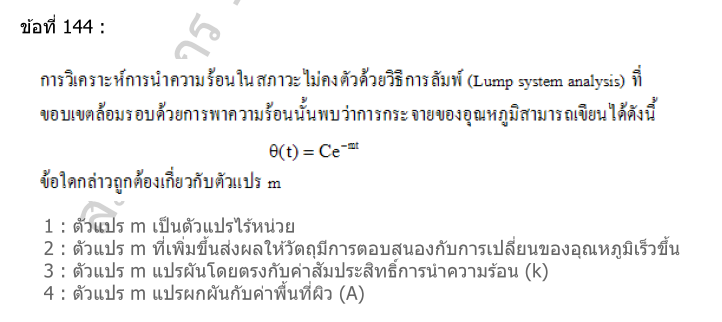 ข้อที่ 144 :
การวิเคราะห์การนำความร้อนในสภาวะไม่คงตัวด้วยวิธีการลัมพ์ (Lump system analysis) ที่
ขอบเขตล้อมรอบด้วยการพาความร้อนนั้นพบว่าการกระจายของอุณหภูมิสามารถเขียนได้ดังนี้
θ(t) = Ce⁻ᵐᵗ
ข้อใดกล่าวถูกต้องเกี่ยวกับตัวแปร m
1 : ตัวแปร m เป็นตัวแปรไร้หน่วย
2 : ตัวแปร m ที่เพิ่มขึ้นส่งผลให้วัตถุมีการตอบสนองกับการเปลี่ยนของอุณหภูมิเร็วขึ้น
3 : ตัวแปร m แปรผันโดยตรงกับค่าสัมประสิทธิ์การนำความร้อน (k)
4 : ตัวแปร m แปรผกผันกับค่าพื้นที่ผิว (A)